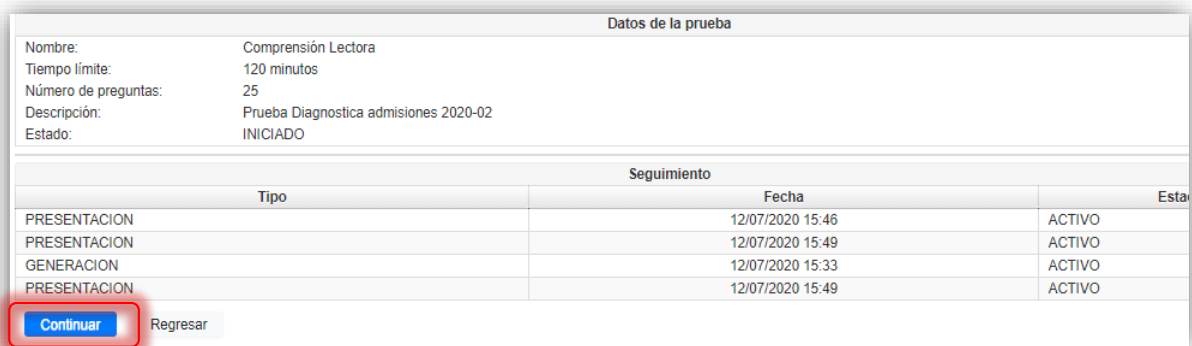 Datos de la prueba
Nombre: Comprensión Lectora
Tiempo límite: 120 minutos
Número de preguntas: 25
Descripción: Prueba Diagnostica admisiones 2020-02
Estado: INICIADO
Seguimiento
Tipo Fecha
PRESENTACION 12/07/2020 15:46 ACTIVO
PRESENTACION 12/07/2020 15:49 ACTIVO
GENERACION 12/07/2020 15:33 ACTIVO
PRESENTACION 12/07/2020 15:49 ACTIVO
Continuar Regresar